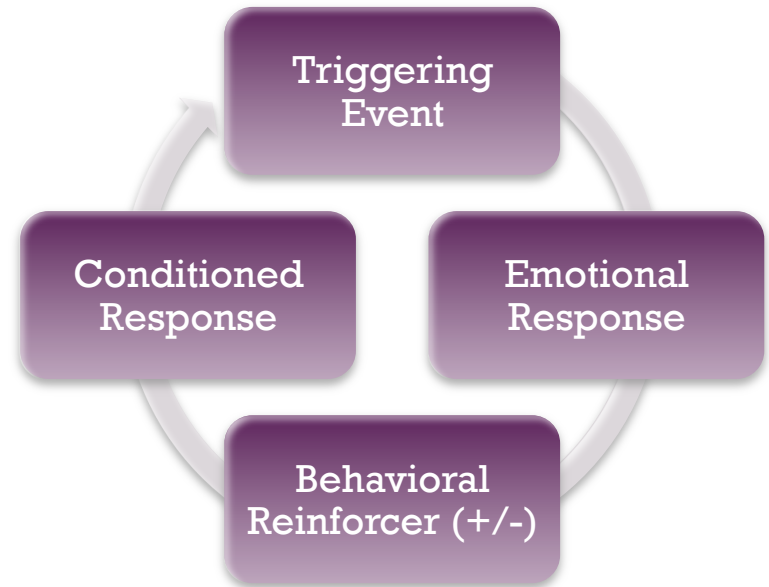 Triggering
Event
Emotional
Response
Behavioral
Reinforcer (+/-)
Conditioned
Response